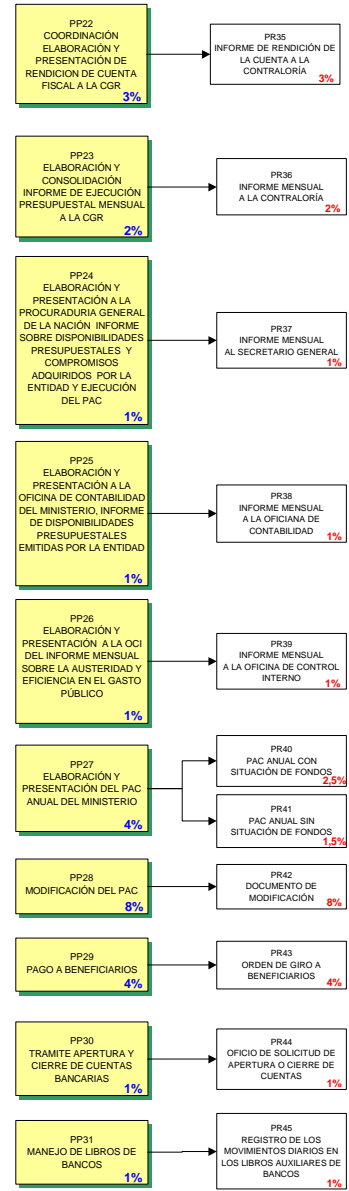 PP22
COORDINACIÓN
ELABORACIÓN Y
PRESENTACIÓN DE
RENDICION DE CUENTA
FISCAL A LA CGR
3%
PR35
INFORME DE RENDICIÓN DE
LA CUENTA A LA
CONTRALORÍA
3%
PP23
ELABORACIÓN Y
CONSOLIDACIÓN
INFORME DE EJECUCIÓN
PRESUPUESTAL MENSUAL
A LA CGR
2%
PR36
INFORME MENSUAL
A LA CONTRALORÍA
2%
PP24
ELABORACIÓN Y
PRESENTACIÓN A LA
PROCURADURIA GENERAL
DE LA NACIÓN INFORME
SOBRE DISPONIBILIDADES
PRESUPUESTALES Y
COMPROMISOS
ADQUIRIDOS POR LA
ENTIDAD Y EJECUCIÓN
DEL PAC
1%
PR37
INFORME MENSUAL
AL SECRETARIO GENERAL
1%
PP25
ELABORACIÓN Y
PRESENTACIÓN A LA
OFICINA DE CONTABILIDAD
DEL MINISTERIO, INFORME
DE DISPONIBILIDADES
PRESUPUESTALES
EMITIDAS POR LA ENTIDAD
1%
PR38
INFORME MENSUAL
A LA OFICIANA DE
CONTABILIDAD
1%
PP26
ELABORACIÓN Y
PRESENTACIÓN A LA OCI
DEL INFORME MENSUAL
SOBRE LA AUSTERIDAD Y
EFICIENCIA EN EL GASTO
PÚBLICO
1%
PR39
INFORME MENSUAL
A LA OFICINA DE CONTROL
INTERNO
1%
PP27
ELABORACIÓN Y
PRESENTACIÓN DEL PAC
ANUAL DEL MINISTERIO
4%
PR40
PAC ANUAL CON
SITUACIÓN DE FONDOS
2,5%
PR41
PAC ANUAL SIN
SITUACIÓN DE FONDOS
1,5%
PP28
MODIFICACIÓN DEL PAC
8%
PR42
DOCUMENTO DE
MODIFICACIÓN
8%
PP29
PAGO A BENEFICIARIOS
4%
PR43
ORDEN DE GIRO A
BENEFICIARIOS
4%
PP30
TRAMITE APERTURA Y
CIERRE DE CUENTAS
BANCARIAS
1%
PR44
OFICIO DE SOLICITUD DE
APERTURA O CIERRE DE
CUENTAS
1%
PP31
MANEJO DE LIBROS DE
BANCOS
1%
PR45
REGISTRO DE LOS
MOVIMIENTOS DIARIOS EN
LOS LIBROS AUXILIARES DE
BANCOS
1%